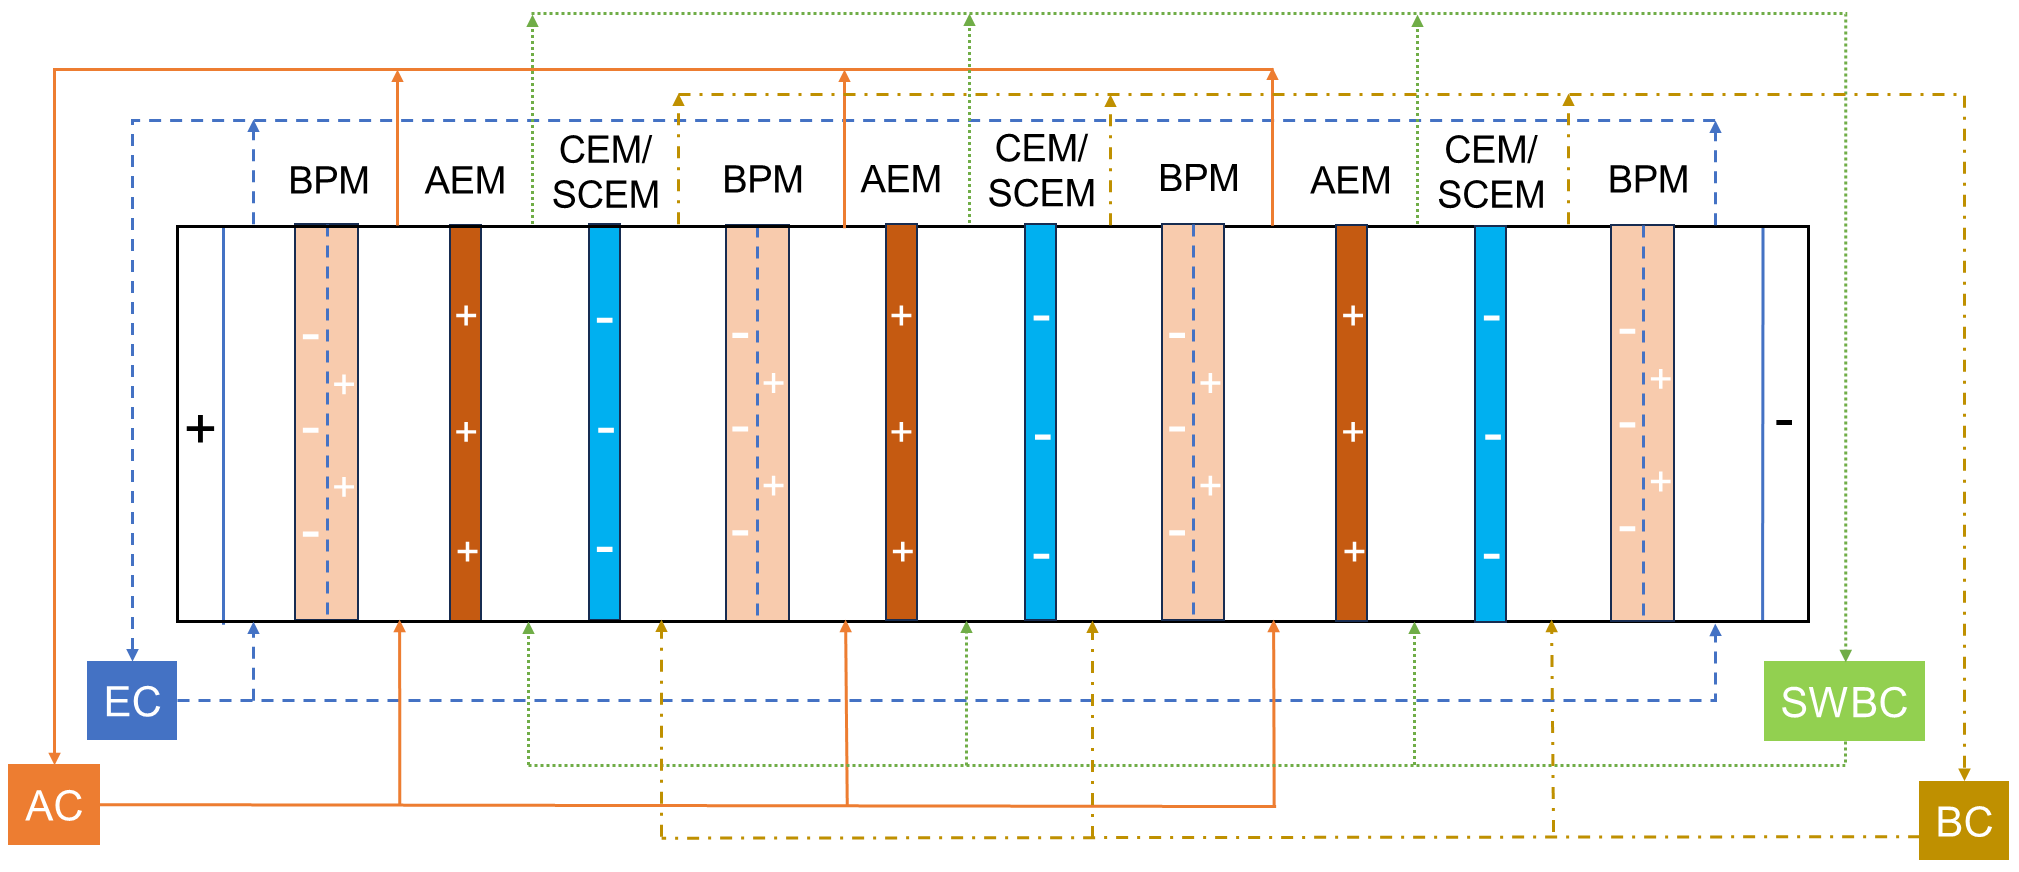 BPM
AEM
CEM/
SCEM
BPM
AEM
CEM/
SCEM
BPM
AEM
CEM/
SCEM
BPM
+
-
-
-
+
+
+
+
+
-
-
-
-
-
-
+
+
+
+
+
-
-
-
-
-
-
+
+
+
+
+
-
-
-
-
-
-
+
+
-
EC
SWBC
AC
BC